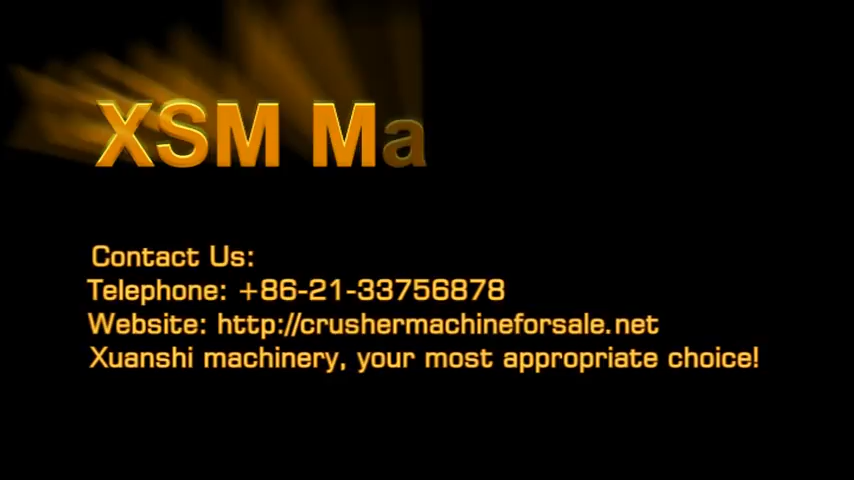 XSM Ma
Contact Us:
Telephone: +86-21-33756878
Website: http://crushermachineforsale.net
Xuanshi machinery, your most appropriate choice!